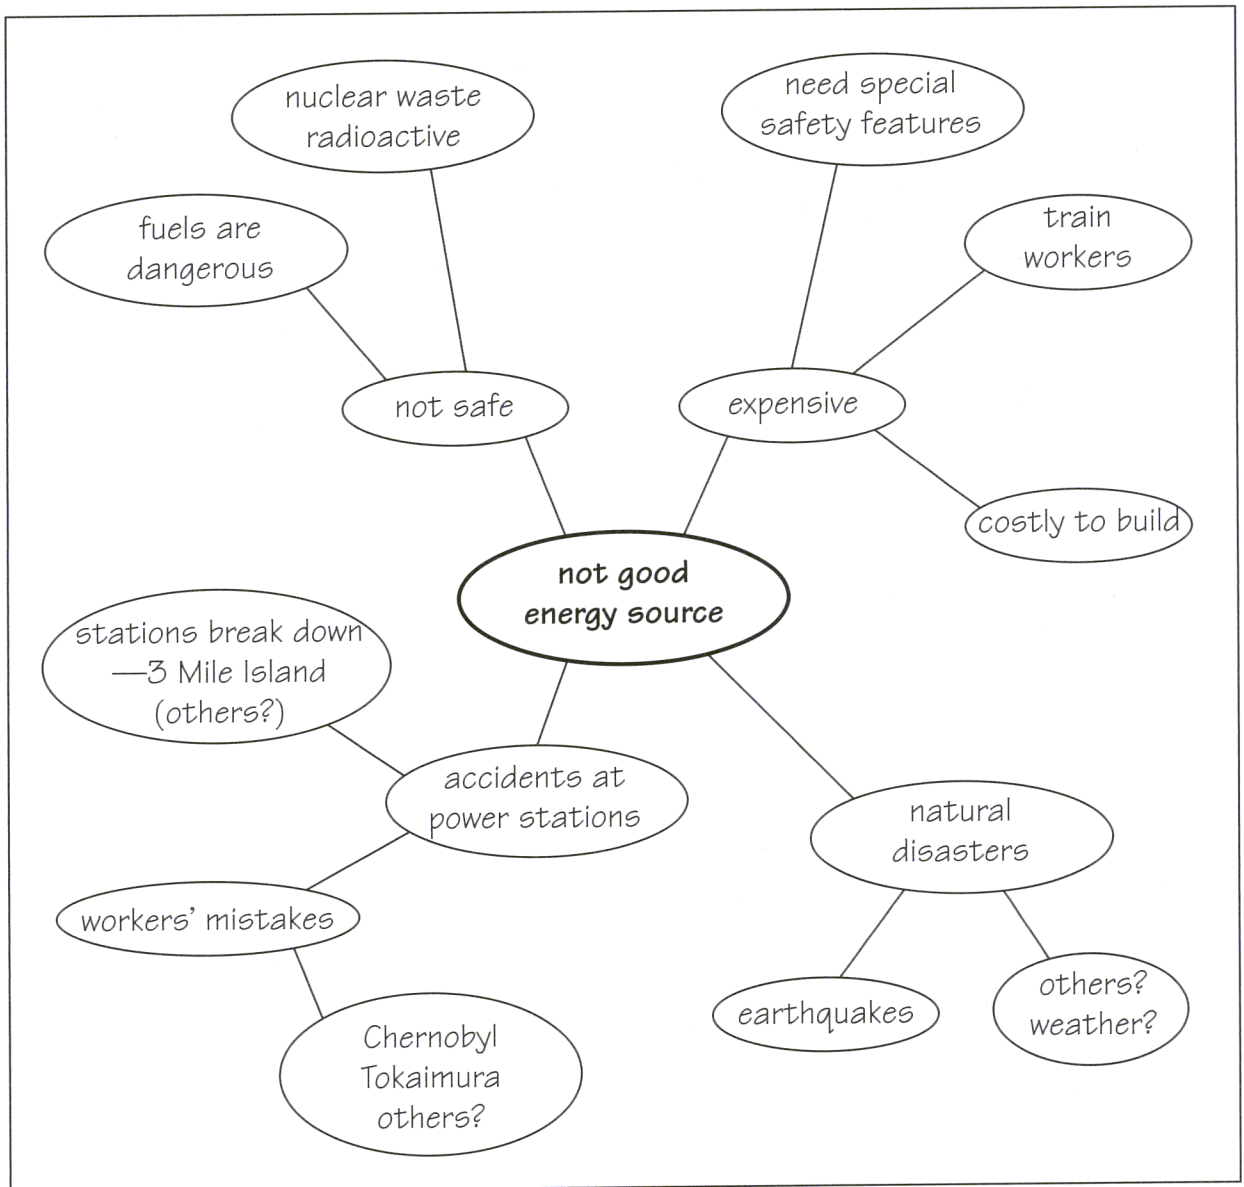 nuclear waste
radioactive
need special
safety features
fuels are
dangerous
train
workers
not safe
expensive
costly to build
not good
energy source
stations break down
—3 Mile Island
(others?)
accidents at
power stations
natural
disasters
workers' mistakes
earthquakes
others?
weather?
Chernobyl
Tokaimura
others?